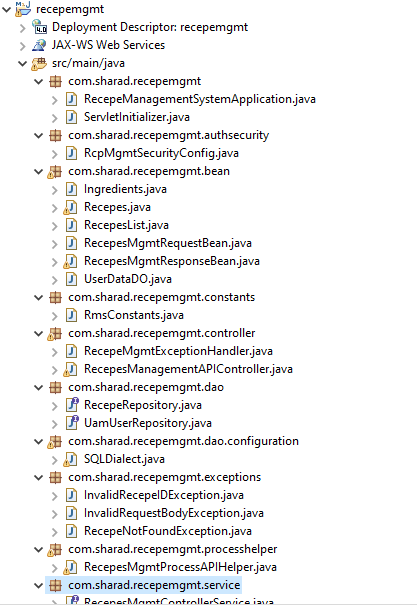 recepemgmt
Deployment Descriptor: recepemgmt
JAX-WS Web Services
src/main/java
com.sharad.recepemgmt
RecepeManagementSystemApplication.java
ServletInitializer.java
com.sharad.recepemgmt.authsecurity
RcpMgmtSecurityConfig.java
com.sharad.recepemgmt.bean
Ingredients.java
Recepes.java
RecepesList.java
RecepesMgmtRequestBean.java
RecepesMgmtResponseBean.java
UserDataDO.java
com.sharad.recepemgmt.constants
RmsConstants.java
com.sharad.recepemgmt.controller
RecepeMgmtExceptionHandler.java
RecepesManagementAPIController.java
com.sharad.recepemgmt.dao
RecepeRepository.java
UamUserRepository.java
com.sharad.recepemgmt.dao.configuration
SQLDialect.java
com.sharad.recepemgmt.exceptions
InvalidRecepeIDException.java
InvalidRequestBodyException.java
RecepeNotFoundException.java
com.sharad.recepemgmt.processhelper
RecepesMgmtProcessAPIHelper.java
com.sharad.recepemgmt.service
RecepesMgmtControllerService.java